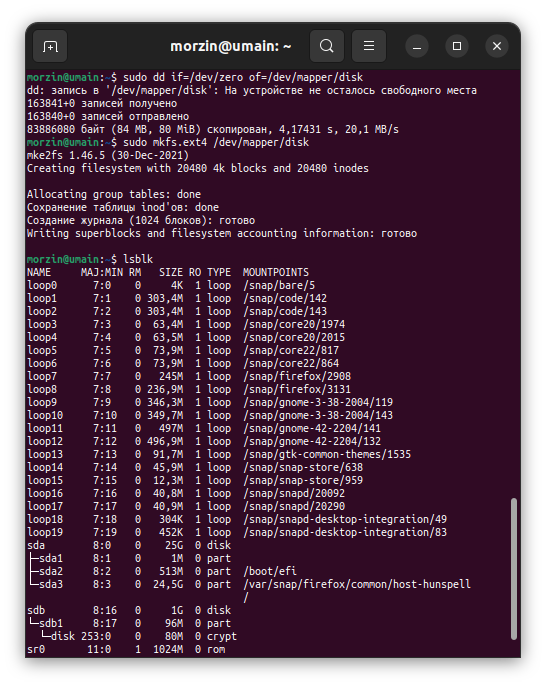 morzin@umain: ~
morzin@umain:~$ sudo dd if=/dev/zero of=/dev/mapper/disk
dd: запись в '/dev/mapper/disk': На устройстве не осталось свободного места
163841+0 записей получено
163840+0 записей отправлено
83886080 байт (84 MB, 80 MiB) скопирован, 4,17431 s, 20,1 MB/s
morzin@umain:~$ sudo mkfs.ext4 /dev/mapper/disk
mke2fs 1.46.5 (30-Dec-2021)
Creating filesystem with 20480 4k blocks and 20480 inodes
Allocating group tables: done
Сохранение таблицы inod'ов: done
Создание журнала (1024 блоков): готово
Writing superblocks and filesystem accounting information: готово
morzin@umain:~$ lsblk
NAME     MAJ:MIN RM   SIZE RO TYPE  MOUNTPOINTS
loop0      7:0    0     4K  1 loop  /snap/bare/5
loop1      7:1    0 303,4M  1 loop  /snap/code/142
loop2      7:2    0 303,4M  1 loop  /snap/code/143
loop3      7:3    0  63,4M  1 loop  /snap/core20/1974
loop4      7:4    0  63,5M  1 loop  /snap/core20/2015
loop5      7:5    0  73,9M  1 loop  /snap/core22/817
loop6      7:6    0  73,9M  1 loop  /snap/core22/864
loop7      7:7    0   245M  1 loop  /snap/firefox/2908
loop8      7:8    0 236,9M  1 loop  /snap/firefox/3131
loop9      7:9    0 346,3M  1 loop  /snap/gnome-3-38-2004/119
loop10     7:10   0 349,7M  1 loop  /snap/gnome-3-38-2004/143
loop11     7:11   0   497M  1 loop  /snap/gnome-42-2204/141
loop12     7:12   0 496,9M  1 loop  /snap/gnome-42-2204/132
loop13     7:13   0  91,7M  1 loop  /snap/gtk-common-themes/1535
loop14     7:14   0  45,9M  1 loop  /snap/snap-store/638
loop15     7:15   0  12,3M  1 loop  /snap/snap-store/959
loop16     7:16   0  40,8M  1 loop  /snap/snapd/20092
loop17     7:17   0  40,9M  1 loop  /snap/snapd/20290
loop18     7:18   0   304K  1 loop  /snap/snapd-desktop-integration/49
loop19     7:19   0   452K  1 loop  /snap/snapd-desktop-integration/83
sda        8:0    0    25G  0 disk
├─sda1     8:1    0     1M  0 part
├─sda2     8:2    0   513M  0 part  /boot/efi
└─sda3     8:3    0  24,5G  0 part  /var/snap/firefox/common/host-hunspell
/
sdb        8:16   0     1G  0 disk
└─sdb1     8:17   0    96M  0 part
  └─disk 253:0    0    80M  0 crypt
sr0       11:0    1  1024M  0 rom